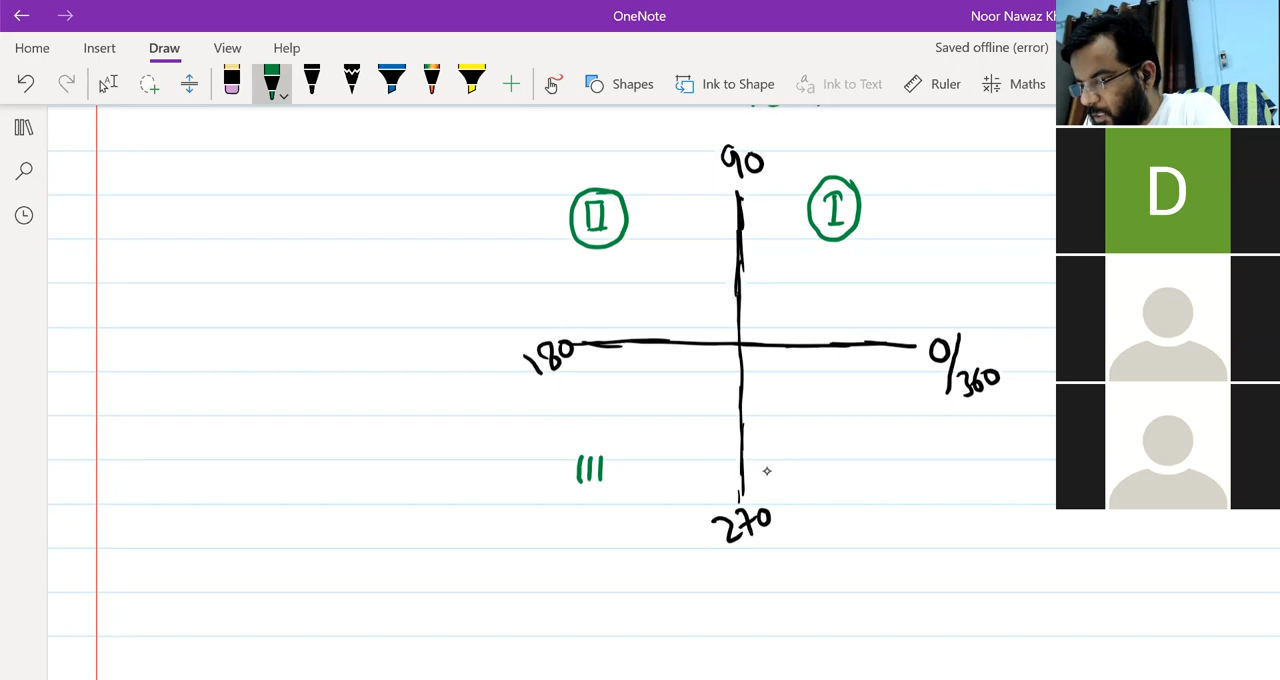 OneNote
Noor Nawaz Kh
Home Insert Draw View Help
Saved offline (error)
Shapes Ink to Shape Ink to Text Ruler Maths
90
II I
180 0/360
III
270
D